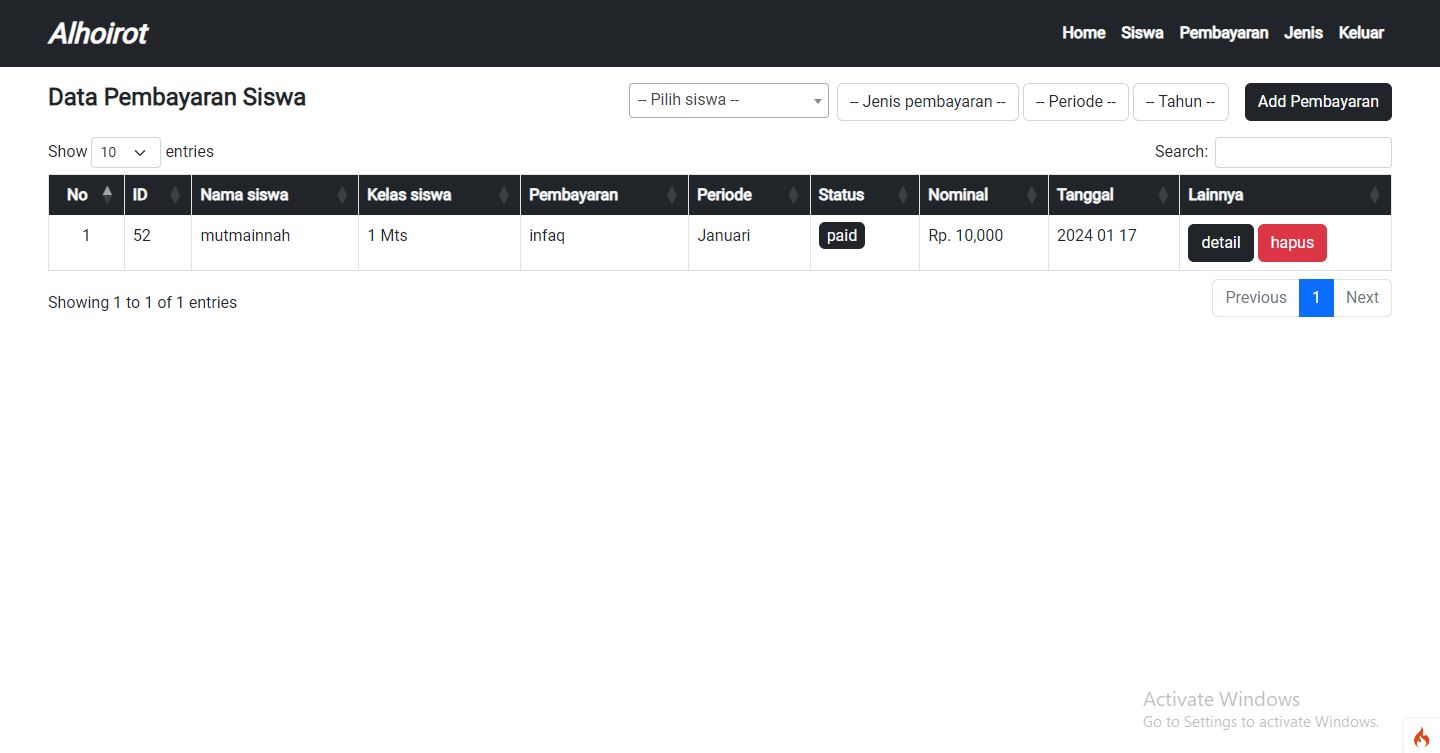 Alhoirot Home Siswa Pembayaran Jenis Keluar
Data Pembayaran Siswa -- Pilih siswa -- -- Jenis pembayaran -- -- Periode -- -- Tahun -- Add Pembayaran
Show 10 entries Search:
No ID Nama siswa Kelas siswa Pembayaran Periode Status Nominal Tanggal Lainnya
1 52 mutmainnah 1 Mts infaq Januari paid Rp. 10,000 2024 01 17 detail hapus
Showing 1 to 1 of 1 entries Previous 1 Next
Activate Windows
Go to Settings to activate Windows.